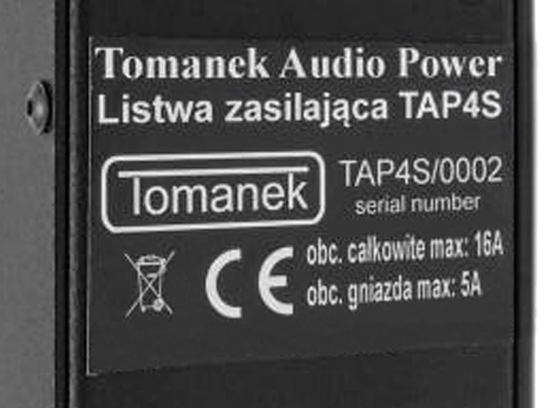 Tomanek Audio Power
Listwa zasilająca TAP4S
Tomanek
TAP4S/0002
serial number
CE
obc. całkowite max: 16A
obc. gniazda max: 5A